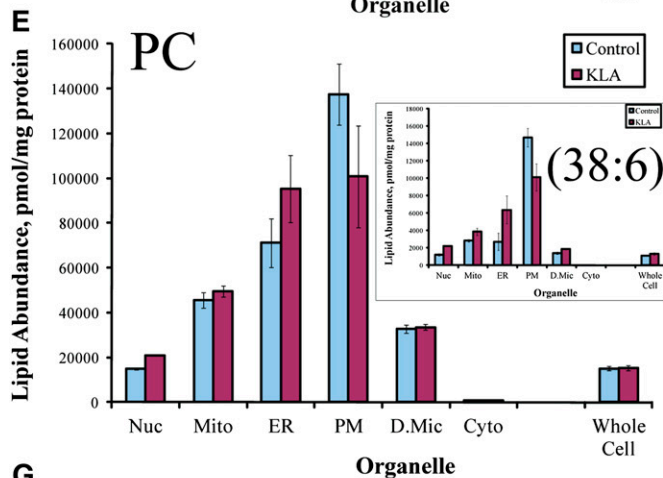 Organelle
E
PC
Control
KLA
Lipid Abundance, pmol/mg protein
160000
140000
120000
100000
80000
60000
40000
20000
0
Nuc Mito ER PM D.Mic Cyto Whole Cell
Organelle
(38:6)
Control
KLA
Lipid Abundance, pmol/mg protein
18000
16000
14000
12000
10000
8000
6000
4000
2000
0
Nuc Mito ER PM D.Mic Cyto Whole Cell
Organelle
G